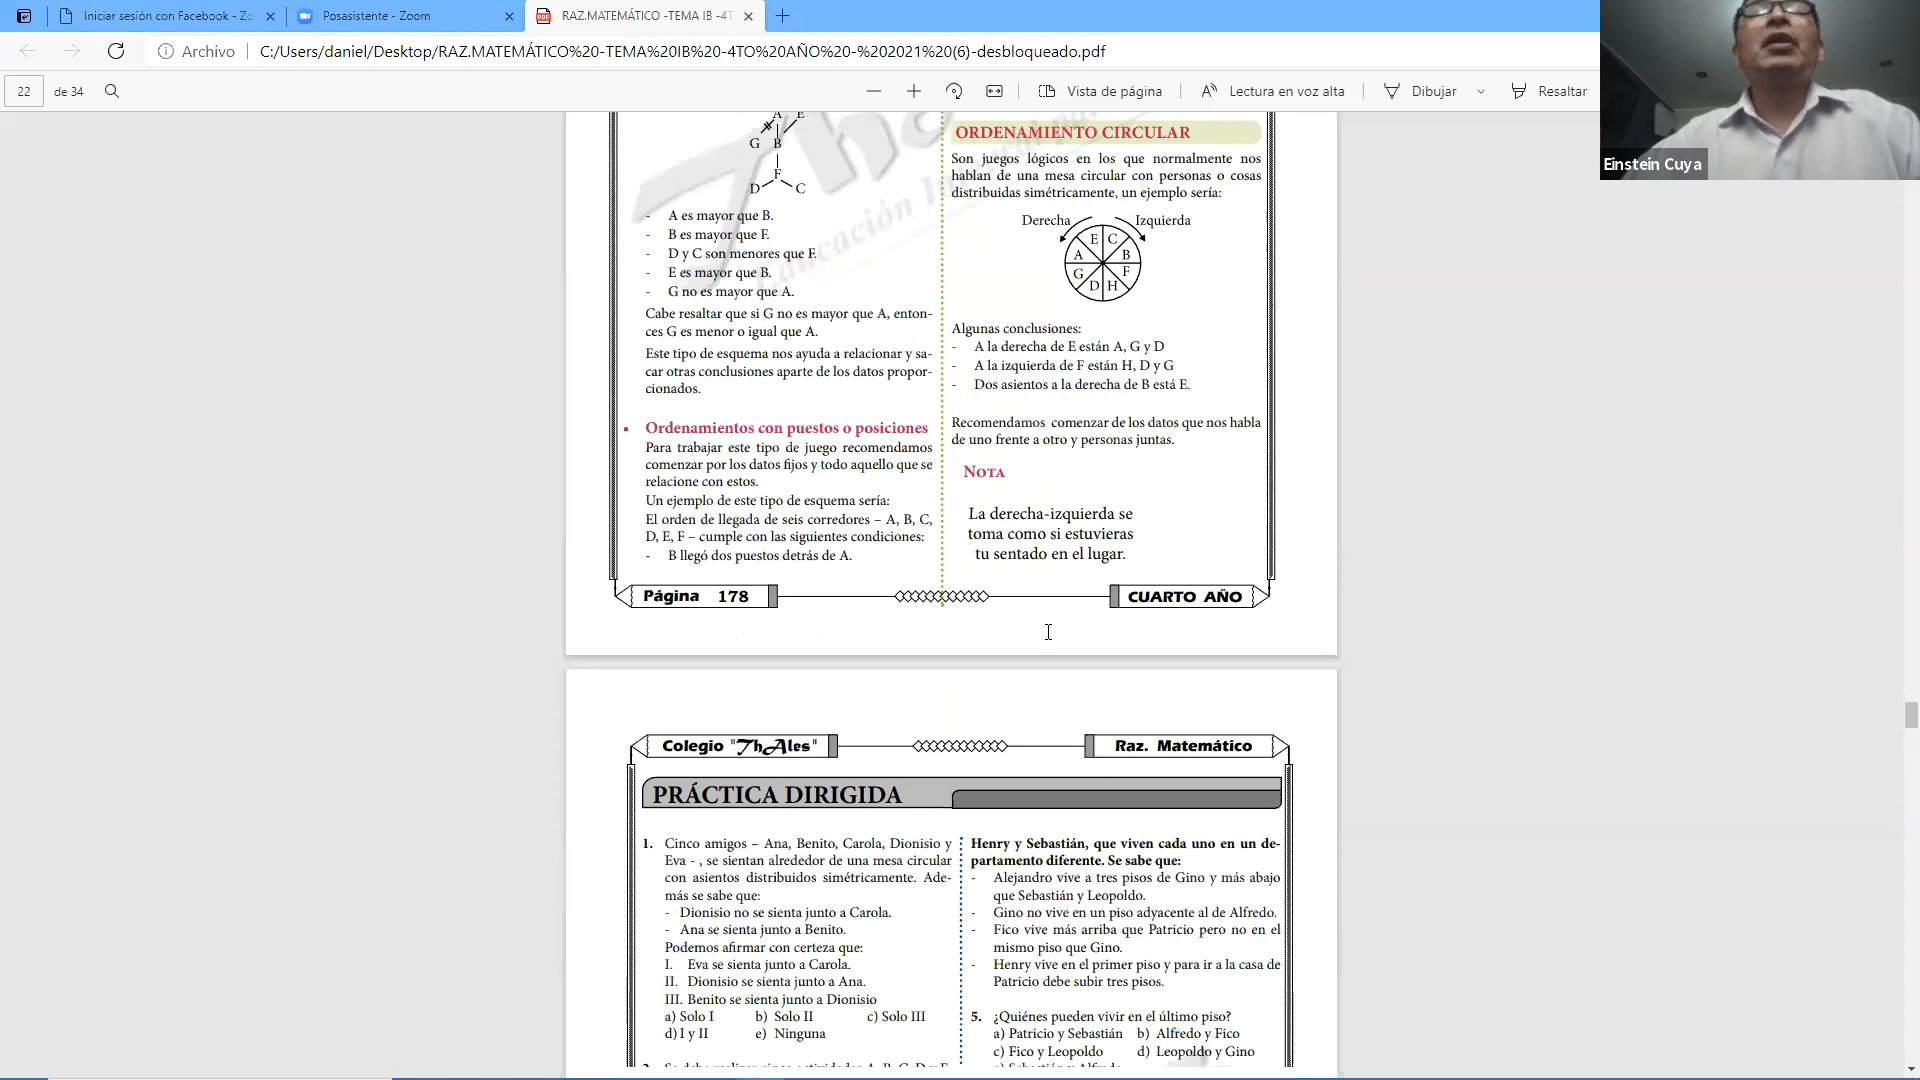 Iniciar sesión con Facebook - Zo
Posasistente - Zoom
RAZ.MATEMÁTICO -TEMA IB -4T
Archivo
C:/Users/daniel/Desktop/RAZ.MATEMÁTICO%20-TEMA%20IB%20-4TO%20AÑO%20-%202021%20(6)-desbloqueado.pdf
22 de 34
Vista de página
Lectura en voz alta
Dibujar
Resaltar
Einstein Cuya
A E
G B
F
D C
- A es mayor que B.
- B es mayor que F.
- D y C son menores que F.
- E es mayor que B.
- G no es mayor que A.
Cabe resaltar que si G no es mayor que A, enton-
ces G es menor o igual que A.
Este tipo de esquema nos ayuda a relacionar y sa-
car otras conclusiones aparte de los datos propor-
cionados.
• Ordenamientos con puestos o posiciones
Para trabajar este tipo de juego recomendamos
comenzar por los datos fijos y todo aquello que se
relacione con estos.
Un ejemplo de este tipo de esquema sería:
El orden de llegada de seis corredores – A, B, C,
D, E, F – cumple con las siguientes condiciones:
- B llegó dos puestos detrás de A.
ORDENAMIENTO CIRCULAR
Son juegos lógicos en los que normalmente nos
hablan de una mesa circular con personas o cosas
distribuidas simétricamente, un ejemplo sería:
Derecha Izquierda
E C
A B
G F
D H
Algunas conclusiones:
- A la derecha de E están A, G y D
- A la izquierda de F están H, D y G
- Dos asientos a la derecha de B está E.
Recomendamos comenzar de los datos que nos habla
de uno frente a otro y personas juntas.
NOTA
La derecha-izquierda se
toma como si estuvieras
tu sentado en el lugar.
Página 178
CUARTO AÑO
Colegio "ThAles"
Raz. Matemático
PRÁCTICA DIRIGIDA
1. Cinco amigos – Ana, Benito, Carola, Dionisio y
Eva - , se sientan alrededor de una mesa circular
con asientos distribuidos simétricamente. Ade-
más se sabe que:
- Dionisio no se sienta junto a Carola.
- Ana se sienta junto a Benito.
Podemos afirmar con certeza que:
I. Eva se sienta junto a Carola.
II. Dionisio se sienta junto a Ana.
III. Benito se sienta junto a Dionisio
a) Solo I b) Solo II c) Solo III
d) I y II e) Ninguna
Henry y Sebastián, que viven cada uno en un de-
partamento diferente. Se sabe que:
- Alejandro vive a tres pisos de Gino y más abajo
que Sebastián y Leopoldo.
- Gino no vive en un piso adyacente al de Alfredo.
- Fico vive más arriba que Patricio pero no en el
mismo piso que Gino.
- Henry vive en el primer piso y para ir a la casa de
Patricio debe subir tres pisos.
5. ¿Quiénes pueden vivir en el último piso?
a) Patricio y Sebastián b) Alfredo y Fico
c) Fico y Leopoldo d) Leopoldo y Gino